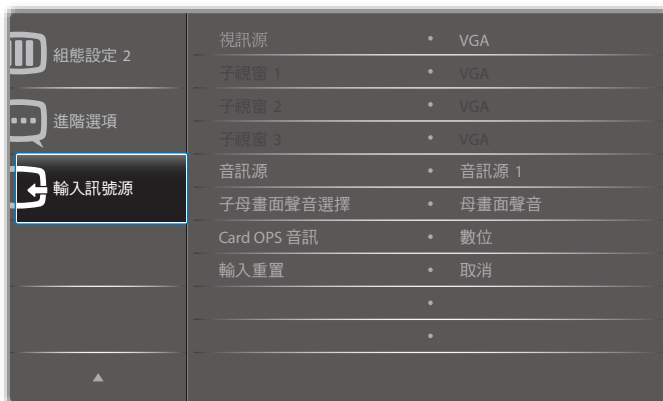 組態設定 2
進階選項
輸入訊號源
視訊源 • VGA
子視窗 1 • VGA
子視窗 2 • VGA
子視窗 3 • VGA
音訊源 • 音訊源 1
子母畫面聲音選擇 • 母畫面聲音
Card OPS 音訊 • 數位
輸入重置 • 取消
•
•